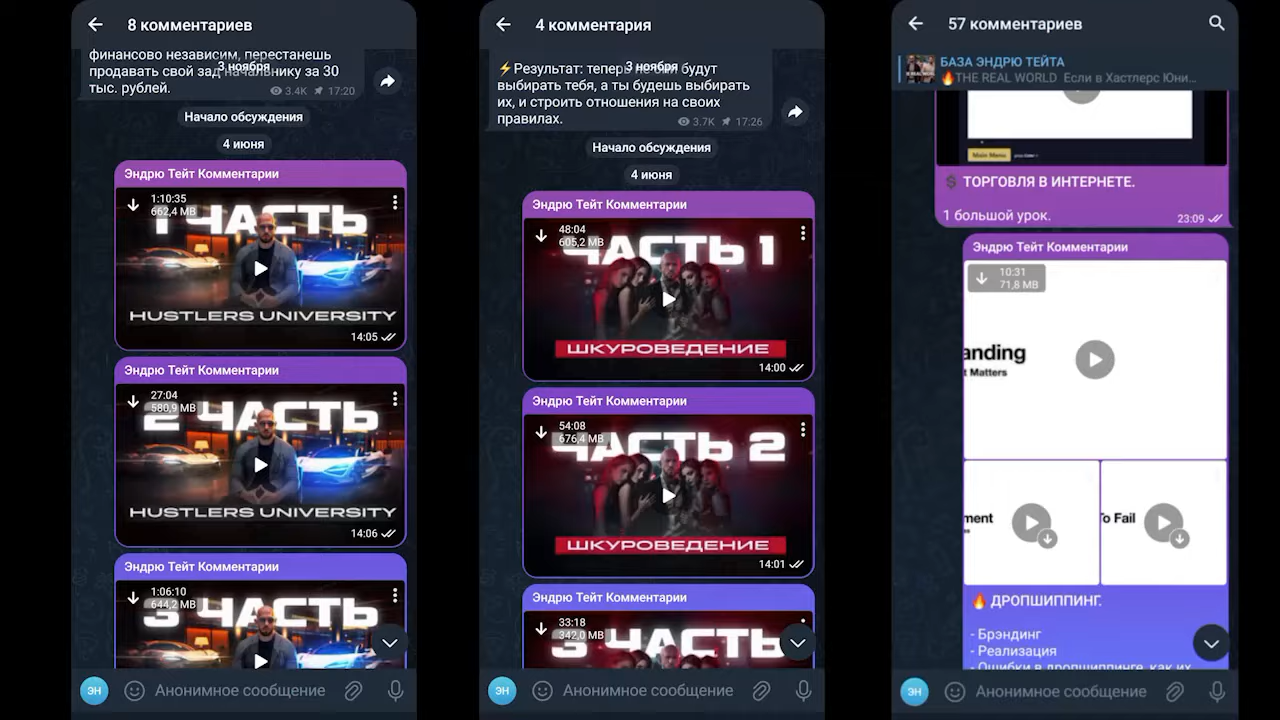 8 комментариев
финансово независим, перестанешь
продавать свой зад начальнику за 30
тыс. рублей.
3 ноября
3.4K 17:20
Начало обсуждения
4 июня
Эндрю Тейт Комментарии
1:10:35
662,4 MB
1 ЧАСТЬ
HUSTLERS UNIVERSITY
14:05
Эндрю Тейт Комментарии
27:04
580,9 MB
2 ЧАСТЬ
HUSTLERS UNIVERSITY
14:06
Эндрю Тейт Комментарии
1:06:10
644,2 MB
3 ЧАСТЬ
ЭН
Анонимное сообщение
4 комментария
⚡Результат: теперь не они будут
выбирать тебя, а ты будешь выбирать
их, и строить отношения на своих
правилах.
3 ноября
3.7K 17:26
Начало обсуждения
4 июня
Эндрю Тейт Комментарии
48:04
605,2 MB
ЧАСТЬ 1
ШКУРОВЕДЕНИЕ
14:00
Эндрю Тейт Комментарии
54:08
676,4 MB
ЧАСТЬ 2
ШКУРОВЕДЕНИЕ
14:01
Эндрю Тейт Комментарии
33:18
342,0 MB
3 ЧАСТЬ
ЭН
Анонимное сообщение
57 комментариев
БАЗА ЭНДРЮ ТЕЙТА
🔥THE REAL WORLD Если в Хастлерс Юни...
Main Menu
💲 ТОРГОВЛЯ В ИНТЕРНЕТЕ.
1 большой урок.
23:09
Эндрю Тейт Комментарии
10:31
71,8 MB
anding
t Matters
ment
To Fail
🔥 ДРОПШИППИНГ.
- Брэндинг
- Реализация
- Ошибки в дропшиппинге, как их
ЭН
Анонимное сообщение